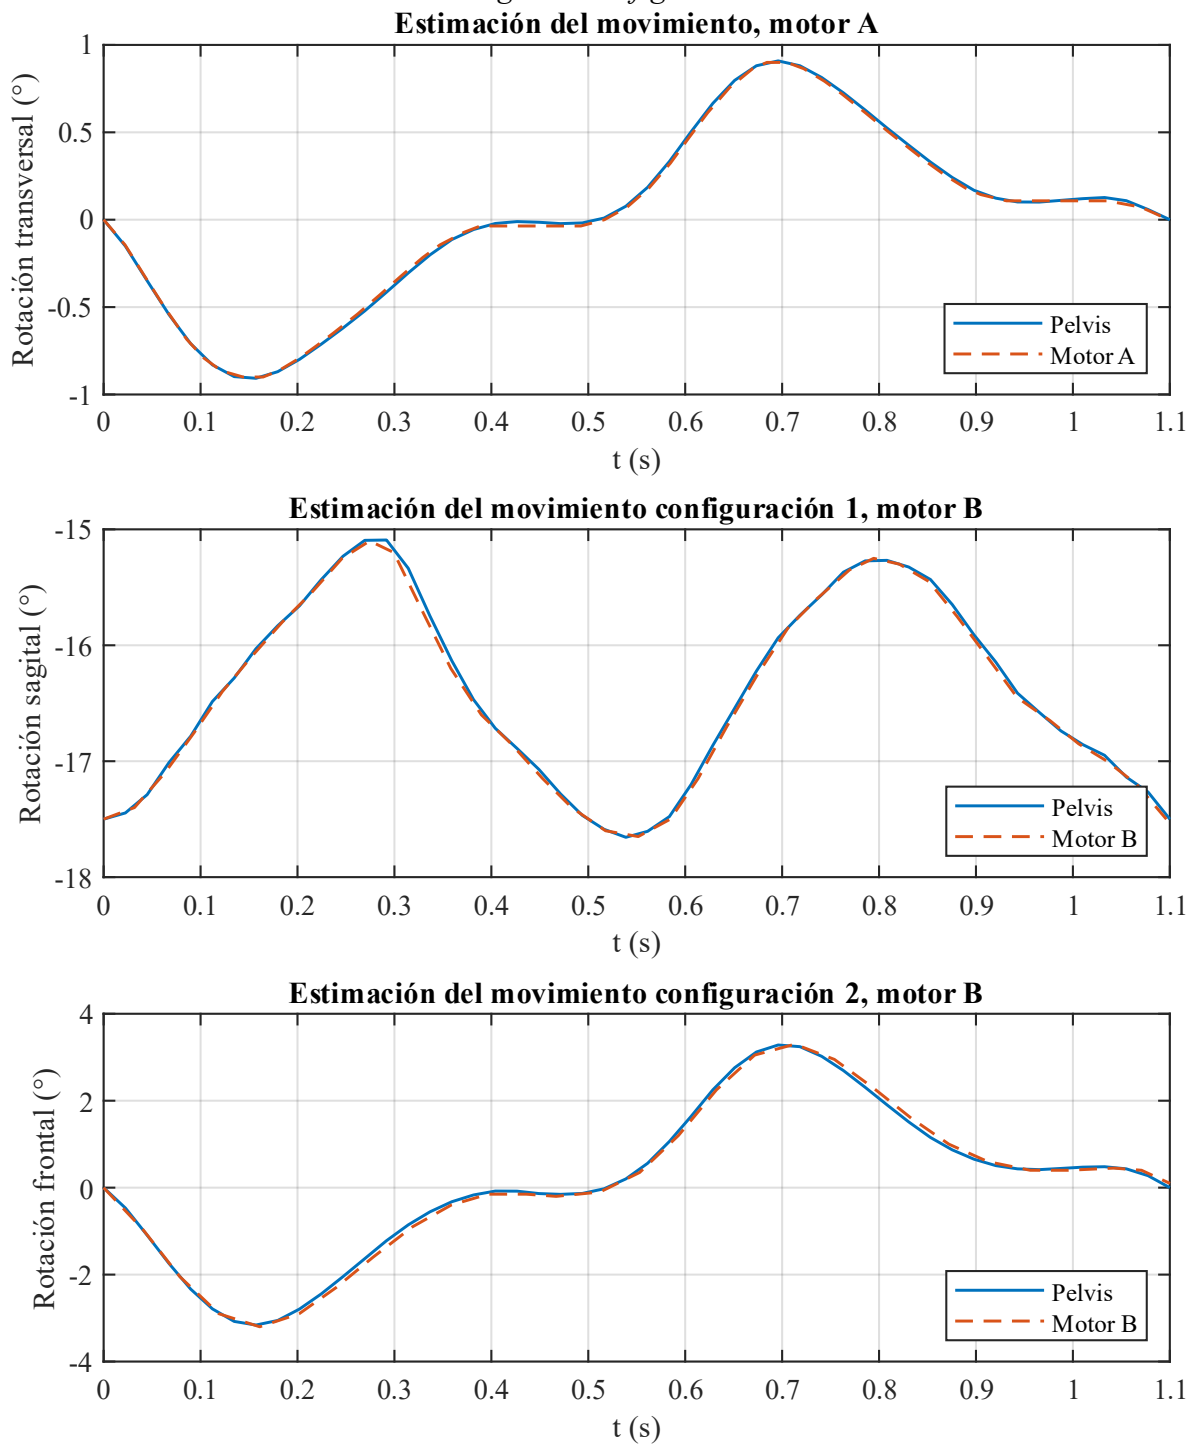 Estimación del movimiento, motor A
Rotación transversal (°)
1
0.5
0
-0.5
-1
Pelvis
Motor A
0 0.1 0.2 0.3 0.4 0.5 0.6 0.7 0.8 0.9 1 1.1
t (s)
Estimación del movimiento configuración 1, motor B
Rotación sagital (°)
-15
-16
-17
-18
Pelvis
Motor B
0 0.1 0.2 0.3 0.4 0.5 0.6 0.7 0.8 0.9 1 1.1
t (s)
Estimación del movimiento configuración 2, motor B
Rotación frontal (°)
4
2
0
-2
-4
Pelvis
Motor B
0 0.1 0.2 0.3 0.4 0.5 0.6 0.7 0.8 0.9 1 1.1
t (s)